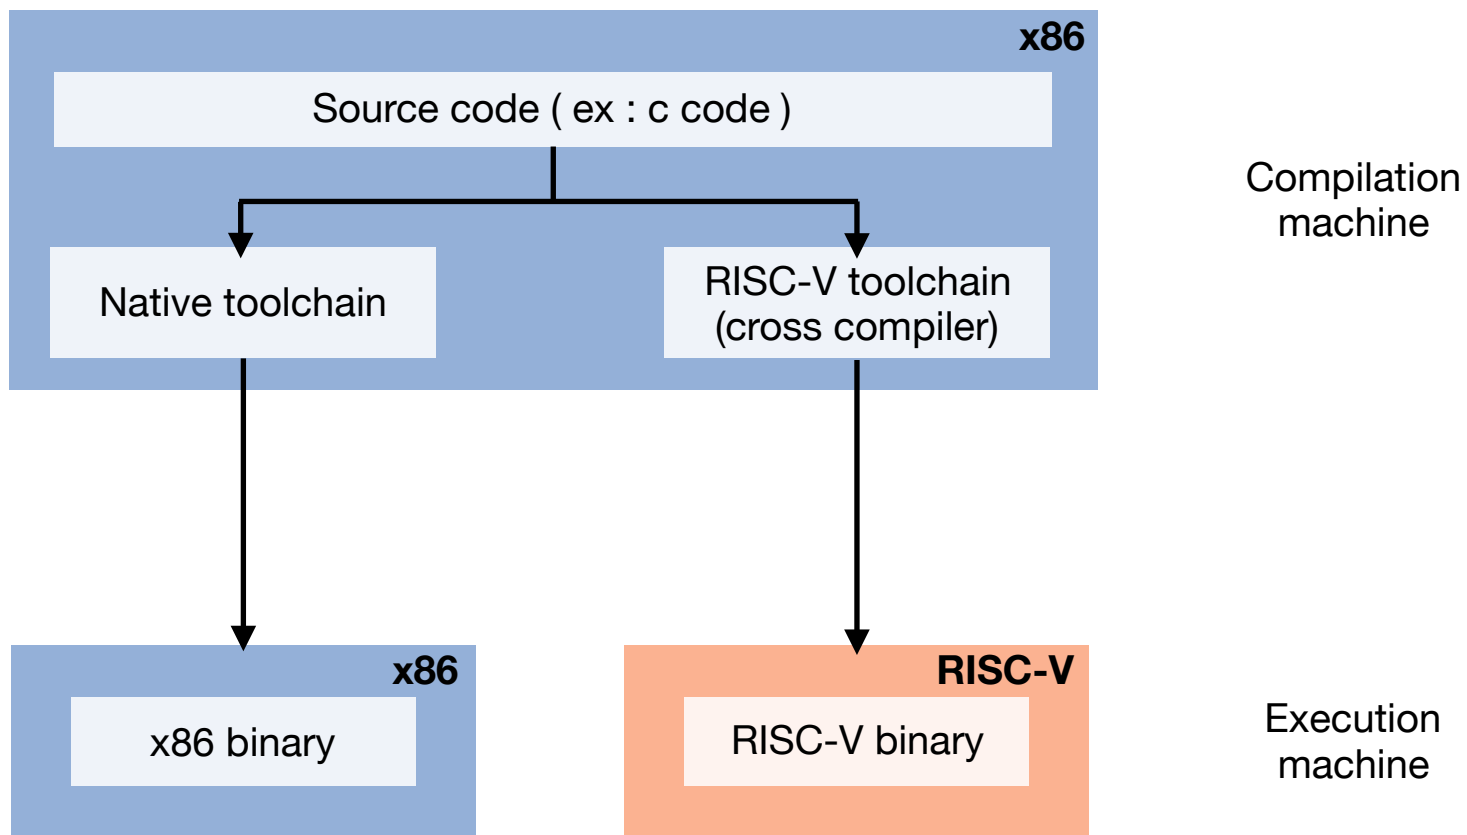 x86
Source code ( ex : c code )
Compilation
machine
Native toolchain
RISC-V toolchain
(cross compiler)
x86
RISC-V
x86 binary
RISC-V binary
Execution
machine